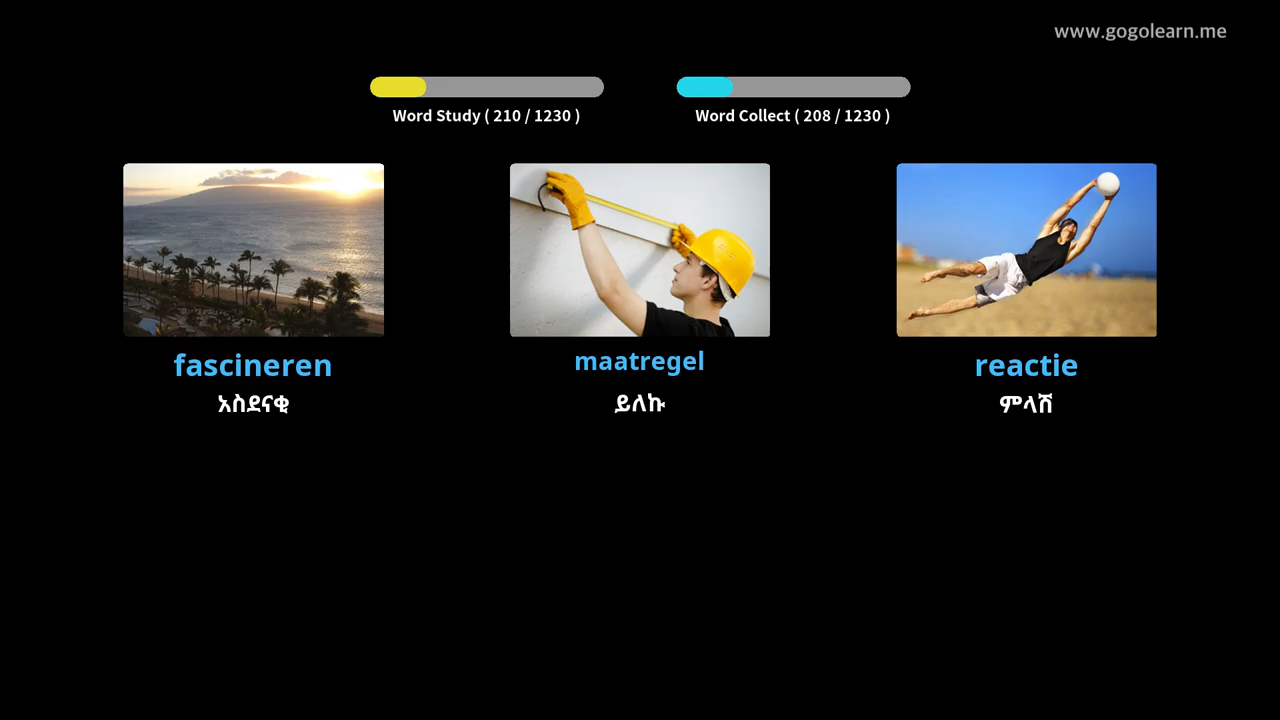 www.gogolearn.me
Word Study ( 210 / 1230 )
Word Collect ( 208 / 1230 )
fascineren
maatregel
reactie
አስደናቂ
ይለኩ
ምላሽ